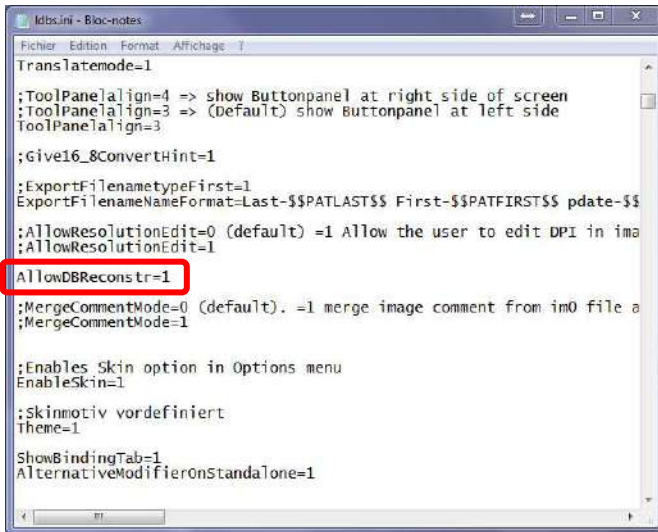 ldbs.ini - Bloc-notes
Fichier Edition Format Affichage ?
Translatemode=1
;ToolPanelalign=4 => show Buttonpanel at right side of screen
;ToolPanelalign=3 => (Default) show Buttonpanel at left side
ToolPanelalign=3
;Give16_8ConvertHint=1
;ExportFilenametypeFirst=1
ExportFilenameNameFormat=Last-$$PATLAST$$ First-$$PATFIRST$$ pdate-$$
;AllowResolutionEdit=0 (default) =1 Allow the user to edit DPI in ima
;AllowResolutionEdit=1
AllowDBReconstr=1
;MergeCommentMode=0 (default). =1 merge image comment from im0 file a
;MergeCommentMode=1
;Enables Skin option in Options menu
EnableSkin=1
;Skinmotiv vordefiniert
Theme=1
ShowBindingTab=1
AlternativeModifierOnStandalone=1